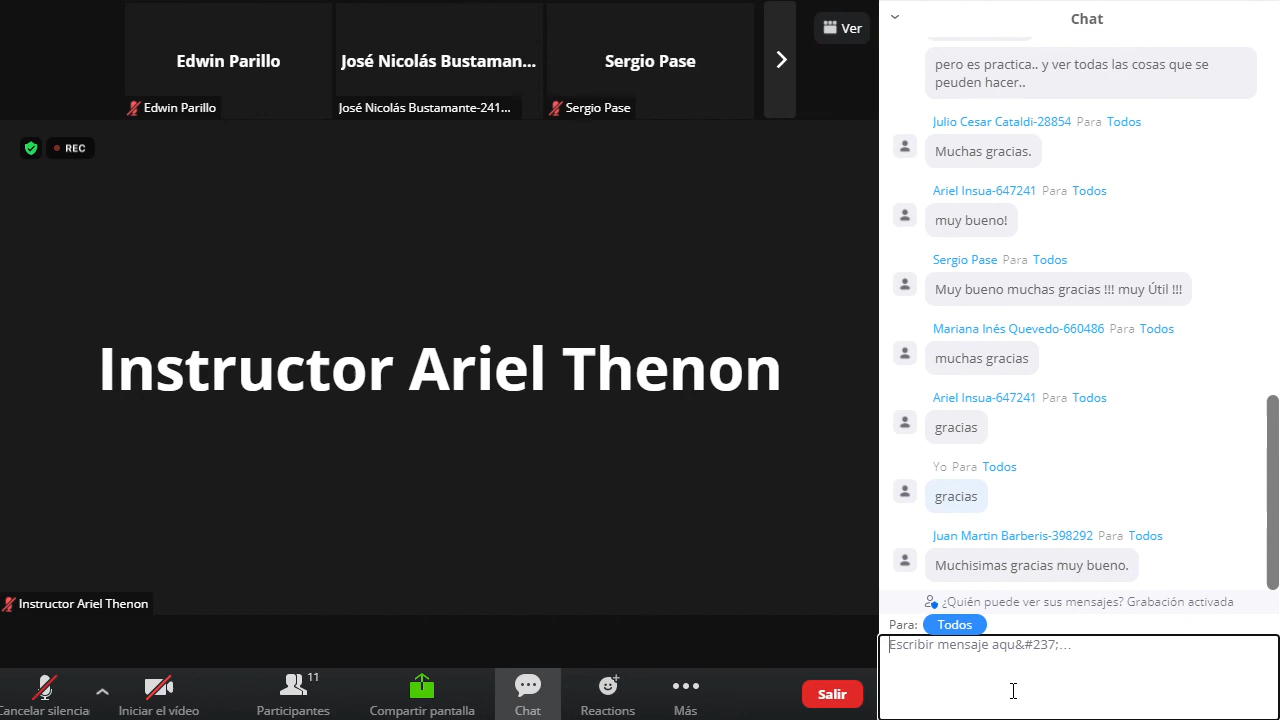 Edwin Parillo
José Nicolás Bustaman...
Sergio Pase
Ver
Edwin Parillo
José Nicolás Bustamante-241...
Sergio Pase
REC
Instructor Ariel Thenon
Instructor Ariel Thenon
Cancelar silencia
Iniciar el vídeo
11
Participantes
Compartir pantalla
Chat
Reactions
Más
Salir
Chat
pero es practica.. y ver todas las cosas que se
peuden hacer..
Julio Cesar Cataldi-28854 Para Todos
Muchas gracias.
Ariel Insua-647241 Para Todos
muy bueno!
Sergio Pase Para Todos
Muy bueno muchas gracias !!! muy Útil !!!
Mariana Inés Quevedo-660486 Para Todos
muchas gracias
Ariel Insua-647241 Para Todos
gracias
Yo Para Todos
gracias
Juan Martin Barberis-398292 Para Todos
Muchisimas gracias muy bueno.
¿Quién puede ver sus mensajes? Grabación activada
Para: Todos
Escribir mensaje aqu&#237;...